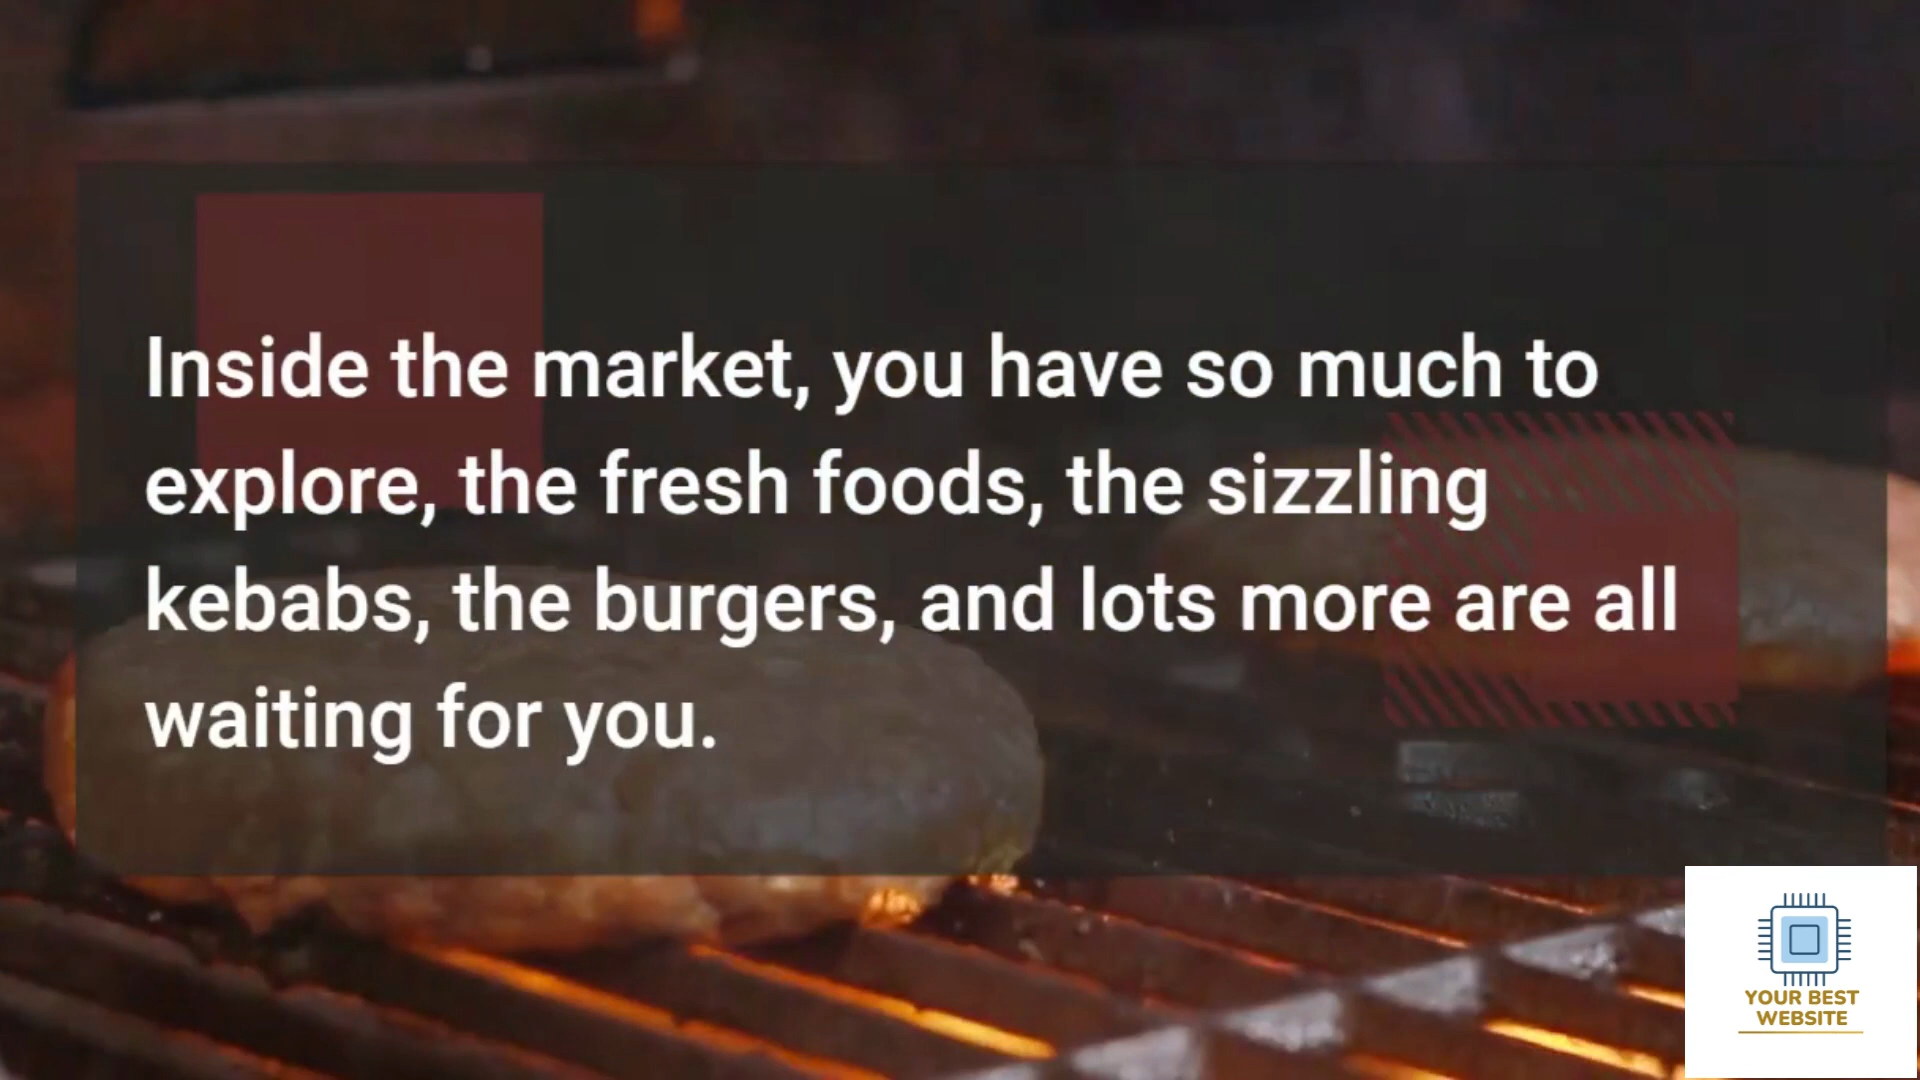 Inside the market, you have so much to
explore, the fresh foods, the sizzling
kebabs, the burgers, and lots more are all
waiting for you.
YOUR BEST
WEBSITE